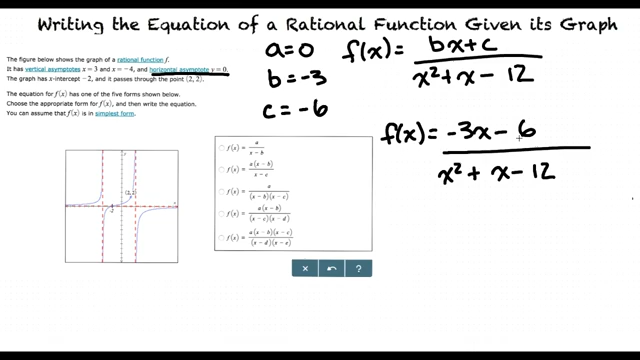 Writing the Equation of a Rational Function Given its Graph
The figure below shows the graph of a rational function f.
It has vertical asymptotes x = 3 and x = −4, and horizontal asymptote y = 0.
The graph has x-intercept −2, and it passes through the point (2, 2).
The equation for f(x) has one of the five forms shown below.
Choose the appropriate form for f(x), and then write the equation.
You can assume that f(x) is in simplest form.
a = 0
b = -3
c = -6
f(x) = bx + c / x² + x - 12
f(x) = -3x - 6 / x² + x - 12
f(x) = a / x − b
f(x) = a(x − b) / x − c
f(x) = a / (x − b)(x − c)
f(x) = a(x − b) / (x − c)(x − d)
f(x) = a(x − b)(x − c) / (x − d)(x − e)
(2, 2)
-2
× ?